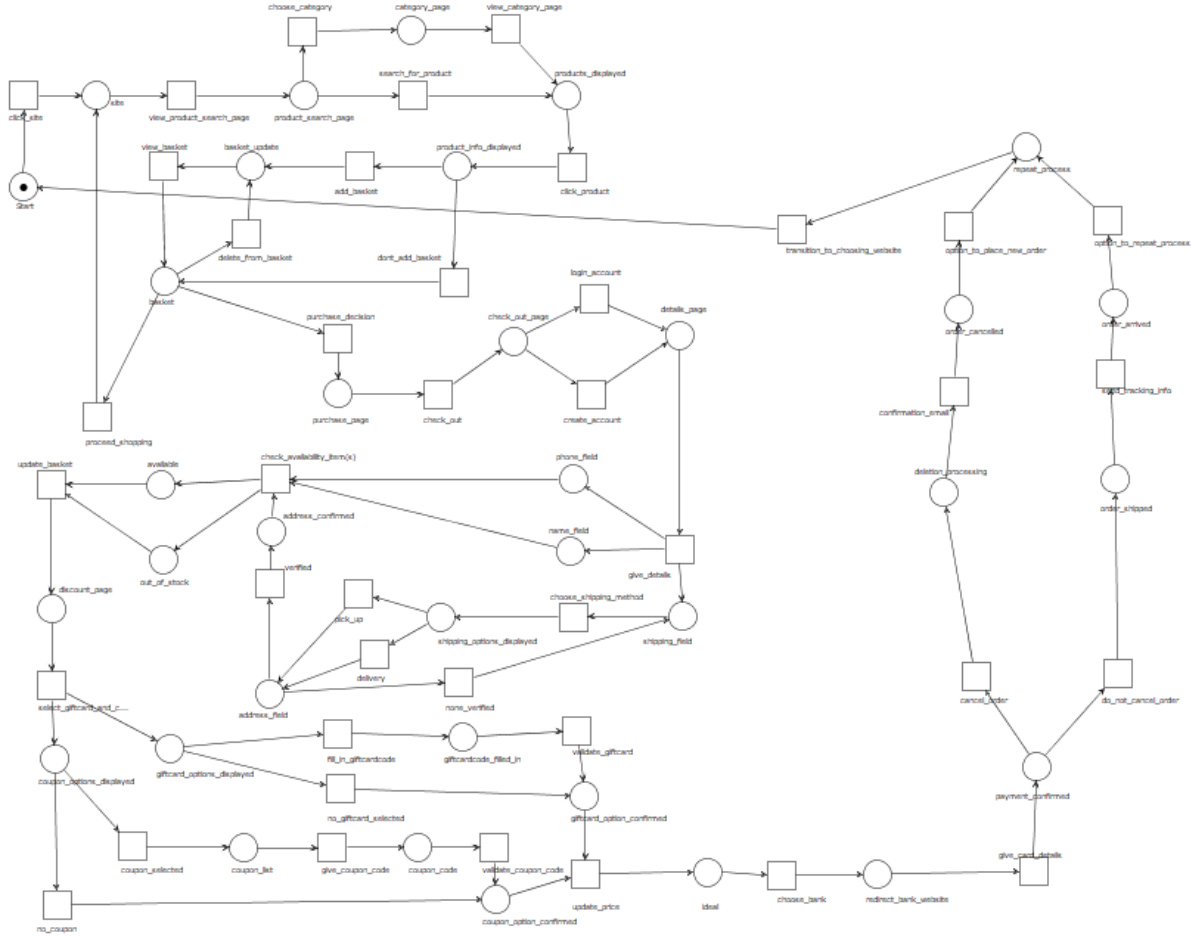 choose_category
category_page
view_category_page
search_for_product
products_displayed
click_site
site
view_product_search_page
product_search_page
view_basket
basket_update
product_info_displayed
repeat_process
add_basket
click_product
Start
transition_to_choosing_website
option_to_place_new_order
option_to_repeat_process
delete_from_basket
dont_add_basket
login_account
basket
purchase_decision
check_out_page
details_page
order_cancelled
order_arrived
purchase_page
check_out
create_account
confirmation_email
send_tracking_info
proceed_shopping
update_basket
available
check_availability_item(s)
phone_field
deletion_processing
address_confirmed
name_field
order_shipped
out_of_stock
verified
give_details
discount_page
choose_shipping_method
pick_up
shipping_options_displayed
shipping_field
delivery
select_giftcard_and_c....
address_field
none_verified
cancel_order
do_not_cancel_order
fill_in_giftcardcode
giftcardcode_filled_in
validate_giftcard
coupon_options_displayed
giftcard_options_displayed
payment_confirmed
no_giftcard_selected
giftcard_option_confirmed
coupon_selected
coupon_list
give_coupon_code
coupon_code
validate_coupon_code
give_card_details
no_coupon
coupon_option_confirmed
update_price
ideal
choose_bank
redirect_bank_website